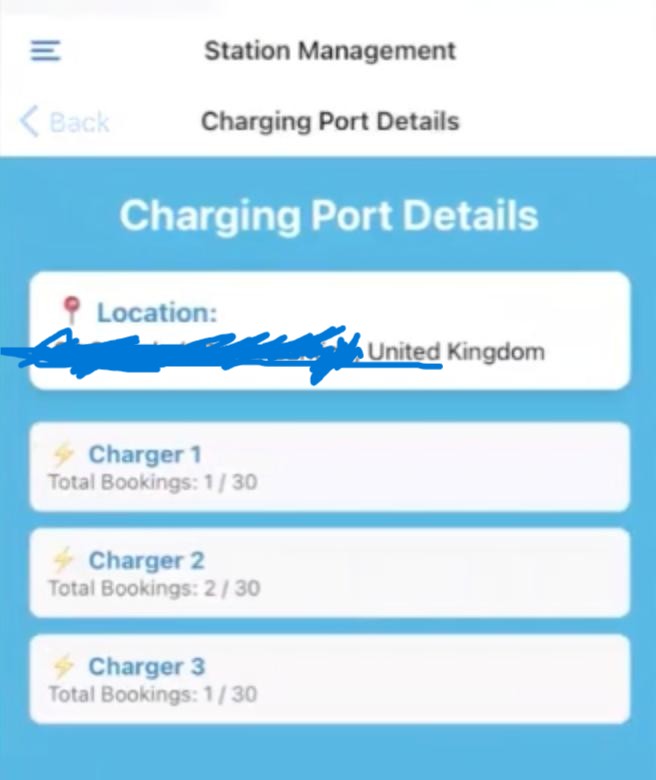 Station Management
Back
Charging Port Details
Charging Port Details
Location:
United Kingdom
Charger 1
Total Bookings: 1 / 30
Charger 2
Total Bookings: 2 / 30
Charger 3
Total Bookings: 1 / 30